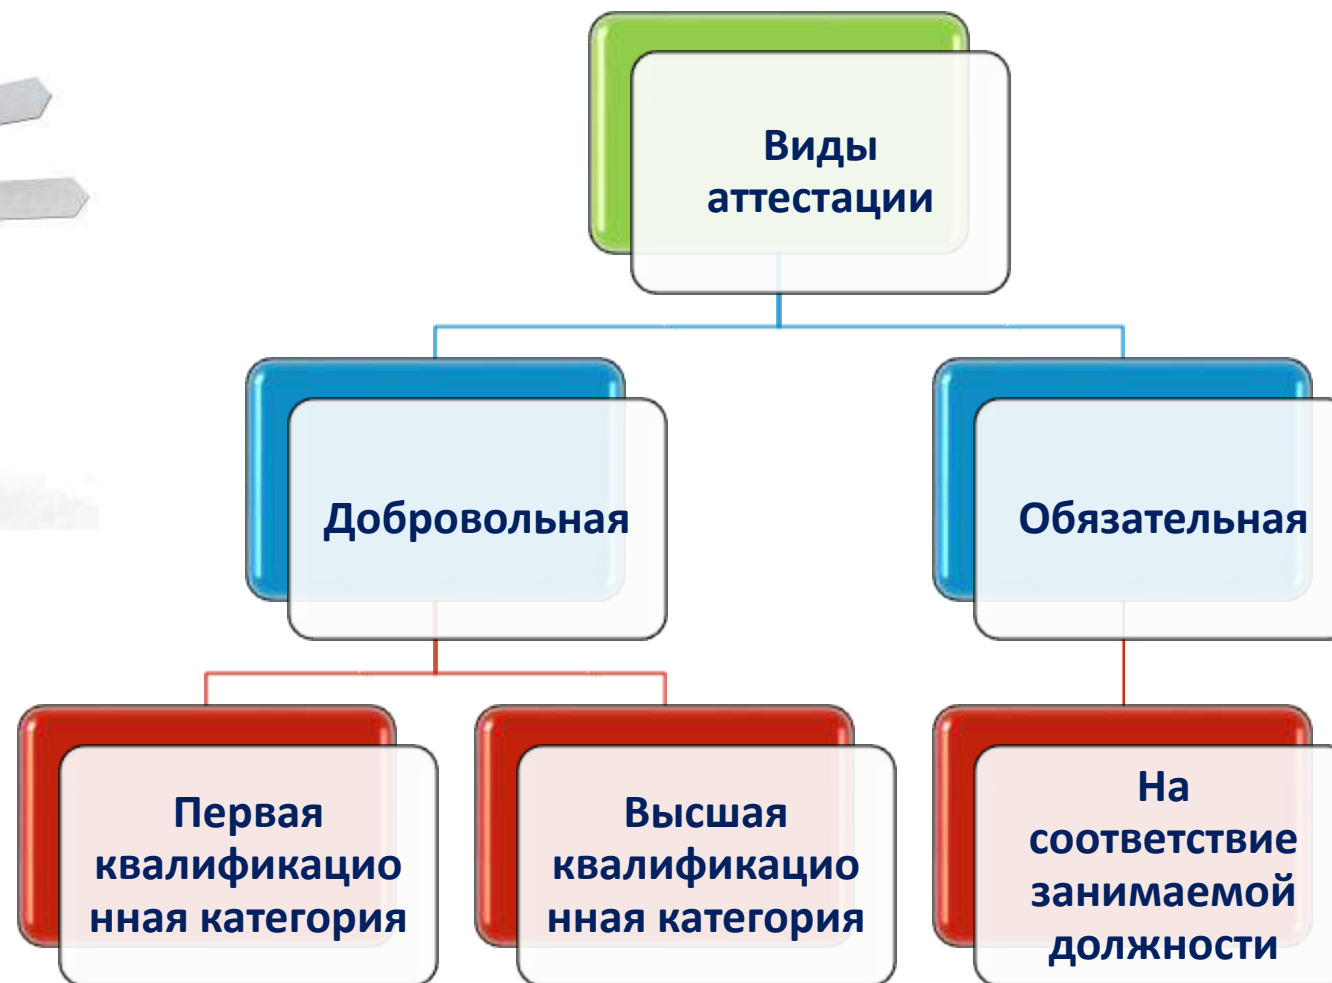 Виды
аттестации
Добровольная
Обязательная
Первая
квалификацио
нная категория
Высшая
квалификацио
нная категория
На
соответствие
занимаемой
должности